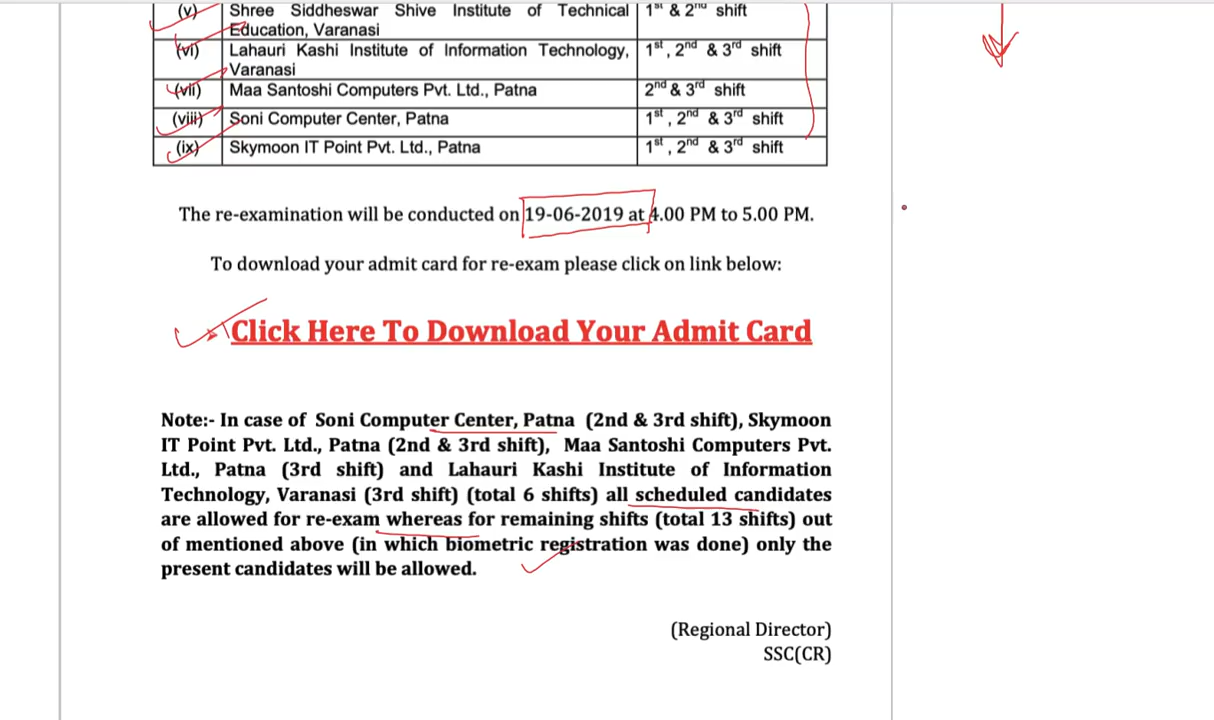 (v) Shree Siddheswar Shive Institute of Technical 1st & 2nd shift
Education, Varanasi
(vi) Lahauri Kashi Institute of Information Technology, 1st , 2nd & 3rd shift
Varanasi
(vii) Maa Santoshi Computers Pvt. Ltd., Patna 2nd & 3rd shift
(viii) Soni Computer Center, Patna 1st , 2nd & 3rd shift
(ix) Skymoon IT Point Pvt. Ltd., Patna 1st , 2nd & 3rd shift
The re-examination will be conducted on 19-06-2019 at 4.00 PM to 5.00 PM.
To download your admit card for re-exam please click on link below:
Click Here To Download Your Admit Card
Note:- In case of Soni Computer Center, Patna (2nd & 3rd shift), Skymoon
IT Point Pvt. Ltd., Patna (2nd & 3rd shift), Maa Santoshi Computers Pvt.
Ltd., Patna (3rd shift) and Lahauri Kashi Institute of Information
Technology, Varanasi (3rd shift) (total 6 shifts) all scheduled candidates
are allowed for re-exam whereas for remaining shifts (total 13 shifts) out
of mentioned above (in which biometric registration was done) only the
present candidates will be allowed.
(Regional Director)
SSC(CR)